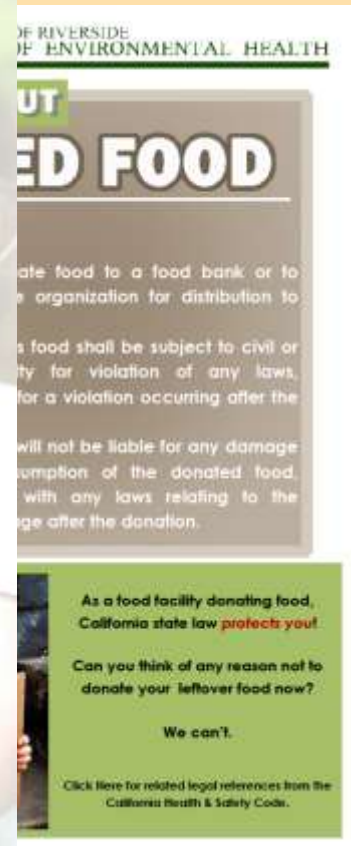 OF RIVERSIDE
OF ENVIRONMENTAL HEALTH
UT
ED FOOD
ate food to a food bank or to
e organization for distribution to
s food shall be subject to civil or
ty for violation of any laws,
for a violation occurring after the
will not be liable for any damage
umption of the donated food,
with any laws relating to the
ge after the donation.
As a food facility donating food,
California state law protects you!
Can you think of any reason not to
donate your leftover food now?
We can't.
Click Here for related legal references from the
California Health & Safety Code.